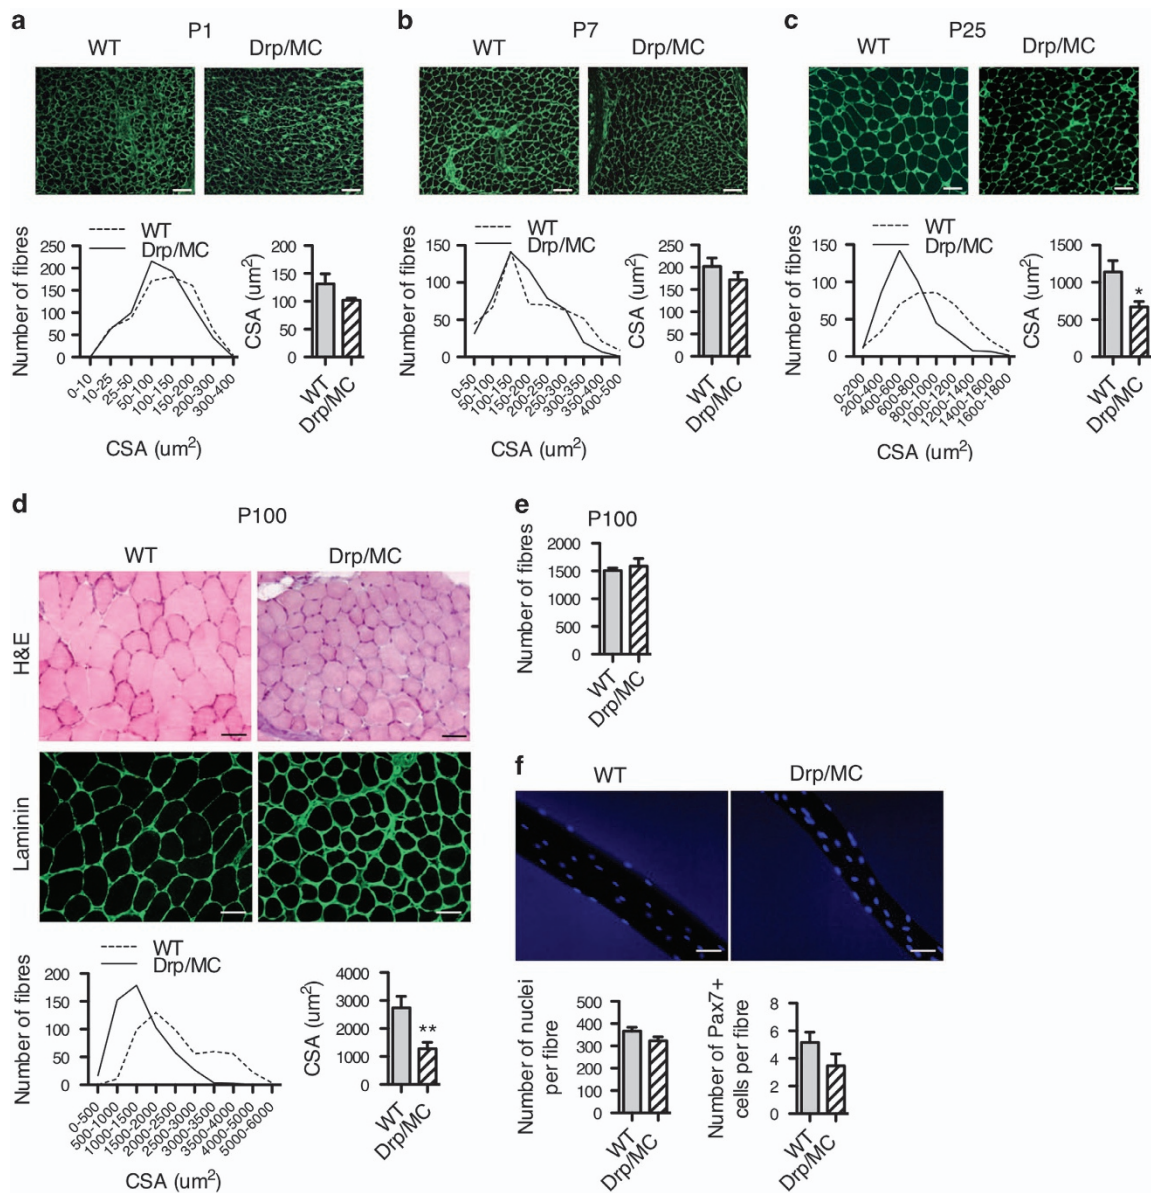 a
P1
WT
Drp/MC
WT
Drp/MC
Number of fibres
250
200
150
100
50
0
0-10
10-25
25-50
50-100
100-150
150-200
200-300
300-400
CSA (um²)
CSA (um²)
200
150
100
50
0
WT
Drp/MC
b
P7
WT
Drp/MC
WT
Drp/MC
Number of fibres
150
100
50
0
0-50
50-100
100-150
150-200
200-250
250-300
300-350
350-400
400-500
CSA (um²)
CSA (um²)
250
200
150
100
50
0
WT
Drp/MC
c
P25
WT
Drp/MC
WT
Drp/MC
Number of fibres
150
100
50
0
0-200
200-400
400-600
600-800
800-1000
1000-1200
1200-1400
1400-1600
1600-1800
CSA (um²)
CSA (um²)
1500
1000
500
0
*
WT
Drp/MC
d
P100
WT
Drp/MC
H&E
Laminin
WT
Drp/MC
Number of fibres
200
150
100
50
0
0-500
500-1000
1000-1500
1500-2000
2000-2500
2500-3000
3000-3500
3500-4000
4000-5000
5000-6000
CSA (um²)
CSA (um²)
4000
3000
2000
1000
0
**
WT
Drp/MC
e
P100
Number of fibres
2000
1500
1000
500
0
WT
Drp/MC
f
WT
Drp/MC
Number of nuclei
per fibre
500
400
300
200
100
0
WT
Drp/MC
Number of Pax7+
cells per fibre
8
6
4
2
0
WT
Drp/MC